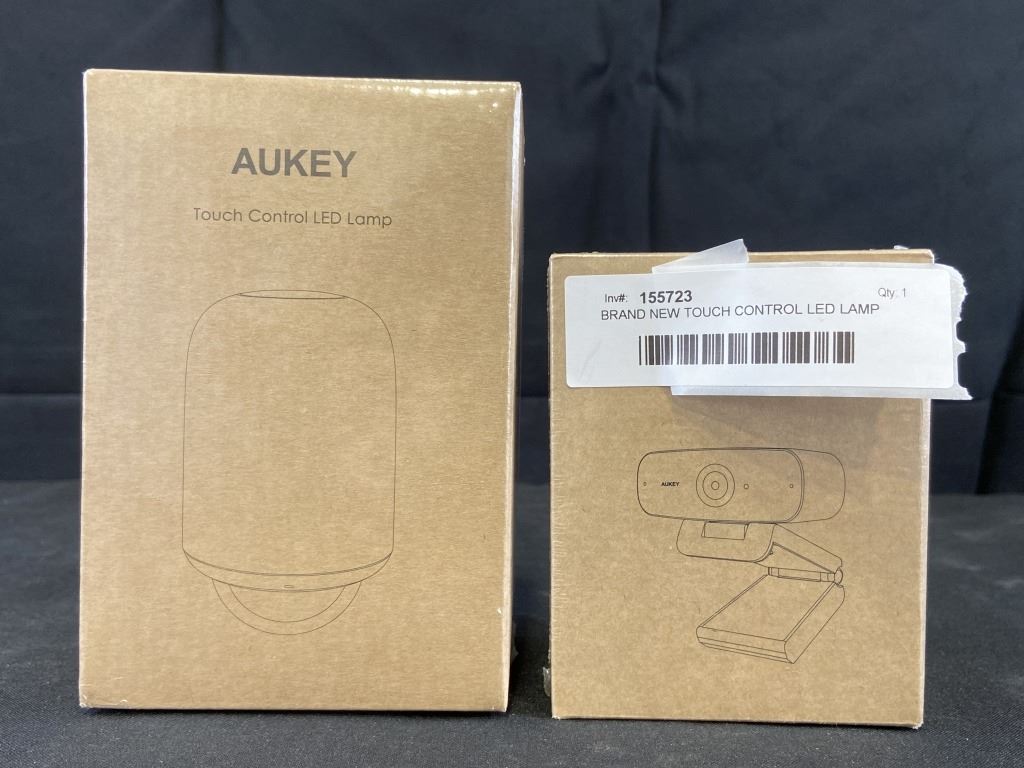 AUKEY
Touch Control LED Lamp
Inv#: 155723 Qty: 1
BRAND NEW TOUCH CONTROL LED LAMP
AUKEY